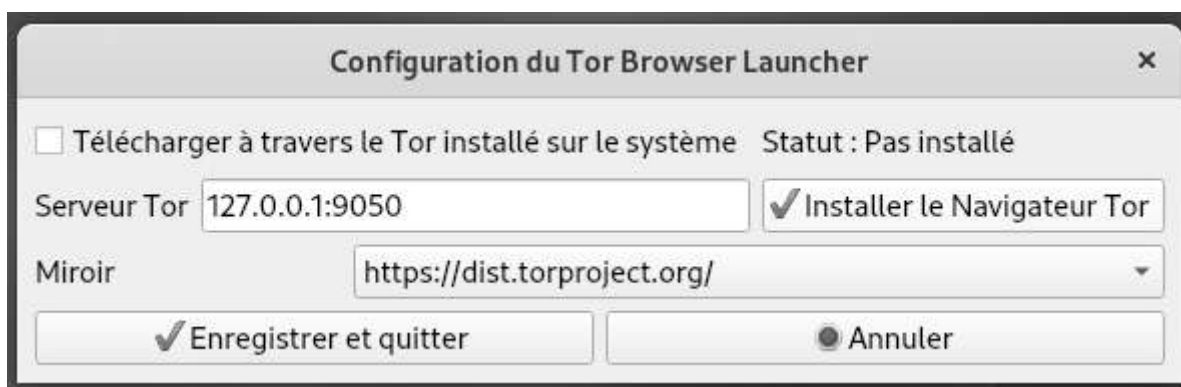 Configuration du Tor Browser Launcher
Télécharger à travers le Tor installé sur le système Statut : Pas installé
Serveur Tor 127.0.0.1:9050 Installer le Navigateur Tor
Miroir https://dist.torproject.org/
Enregistrer et quitter Annuler